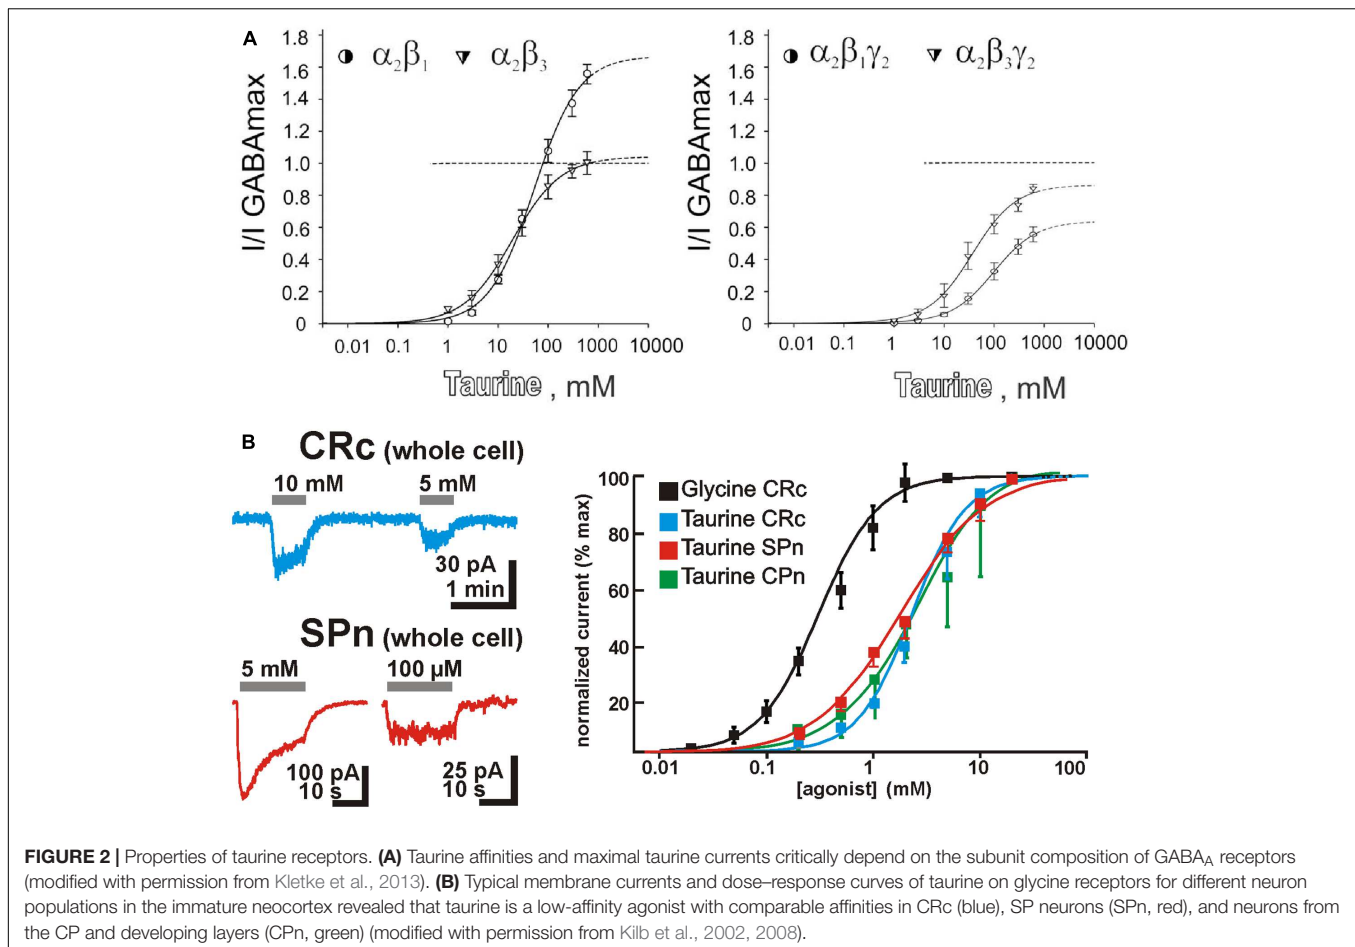 A
1.8
1.6
1.4
1.2
1.0
0.8
0.6
0.4
0.2
0
I/I GABAmax
α2β1
α2β3
0.01 0.1 1 10 100 1000 10000
Taurine , mM
1.8
1.6
1.4
1.2
1.0
0.8
0.6
0.4
0.2
0
I/I GABAmax
α2β1γ2
α2β3γ2
0.01 0.1 1 10 100 1000 10000
Taurine , mM
B
CRc (whole cell)
10 mM 5 mM
30 pA
1 min
SPn (whole cell)
5 mM 100 µM
100 pA
10 s
25 pA
10 s
100
80
60
40
20
normalized current (% max)
Glycine CRc
Taurine CRc
Taurine SPn
Taurine CPn
0.01 0.1 1 10 100
[agonist] (mM)
FIGURE 2 | Properties of taurine receptors. (A) Taurine affinities and maximal taurine currents critically depend on the subunit composition of GABAA receptors
(modified with permission from Kletke et al., 2013). (B) Typical membrane currents and dose–response curves of taurine on glycine receptors for different neuron
populations in the immature neocortex revealed that taurine is a low-affinity agonist with comparable affinities in CRc (blue), SP neurons (SPn, red), and neurons from
the CP and developing layers (CPn, green) (modified with permission from Kilb et al., 2002, 2008).